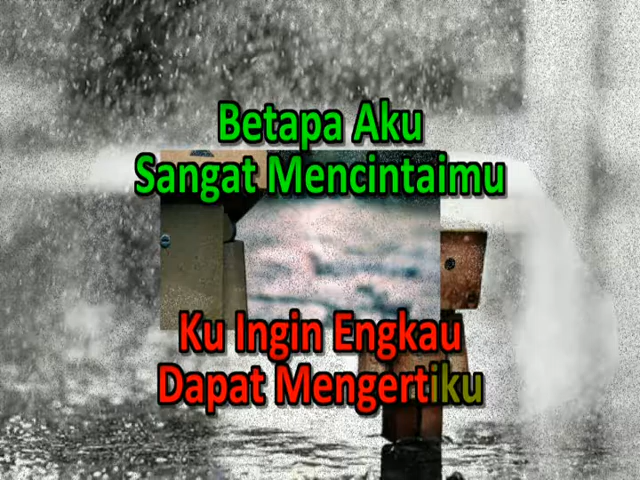 Betapa Aku
Sangat Mencintaimu
Ku Ingin Engkau
Dapat Mengertiku